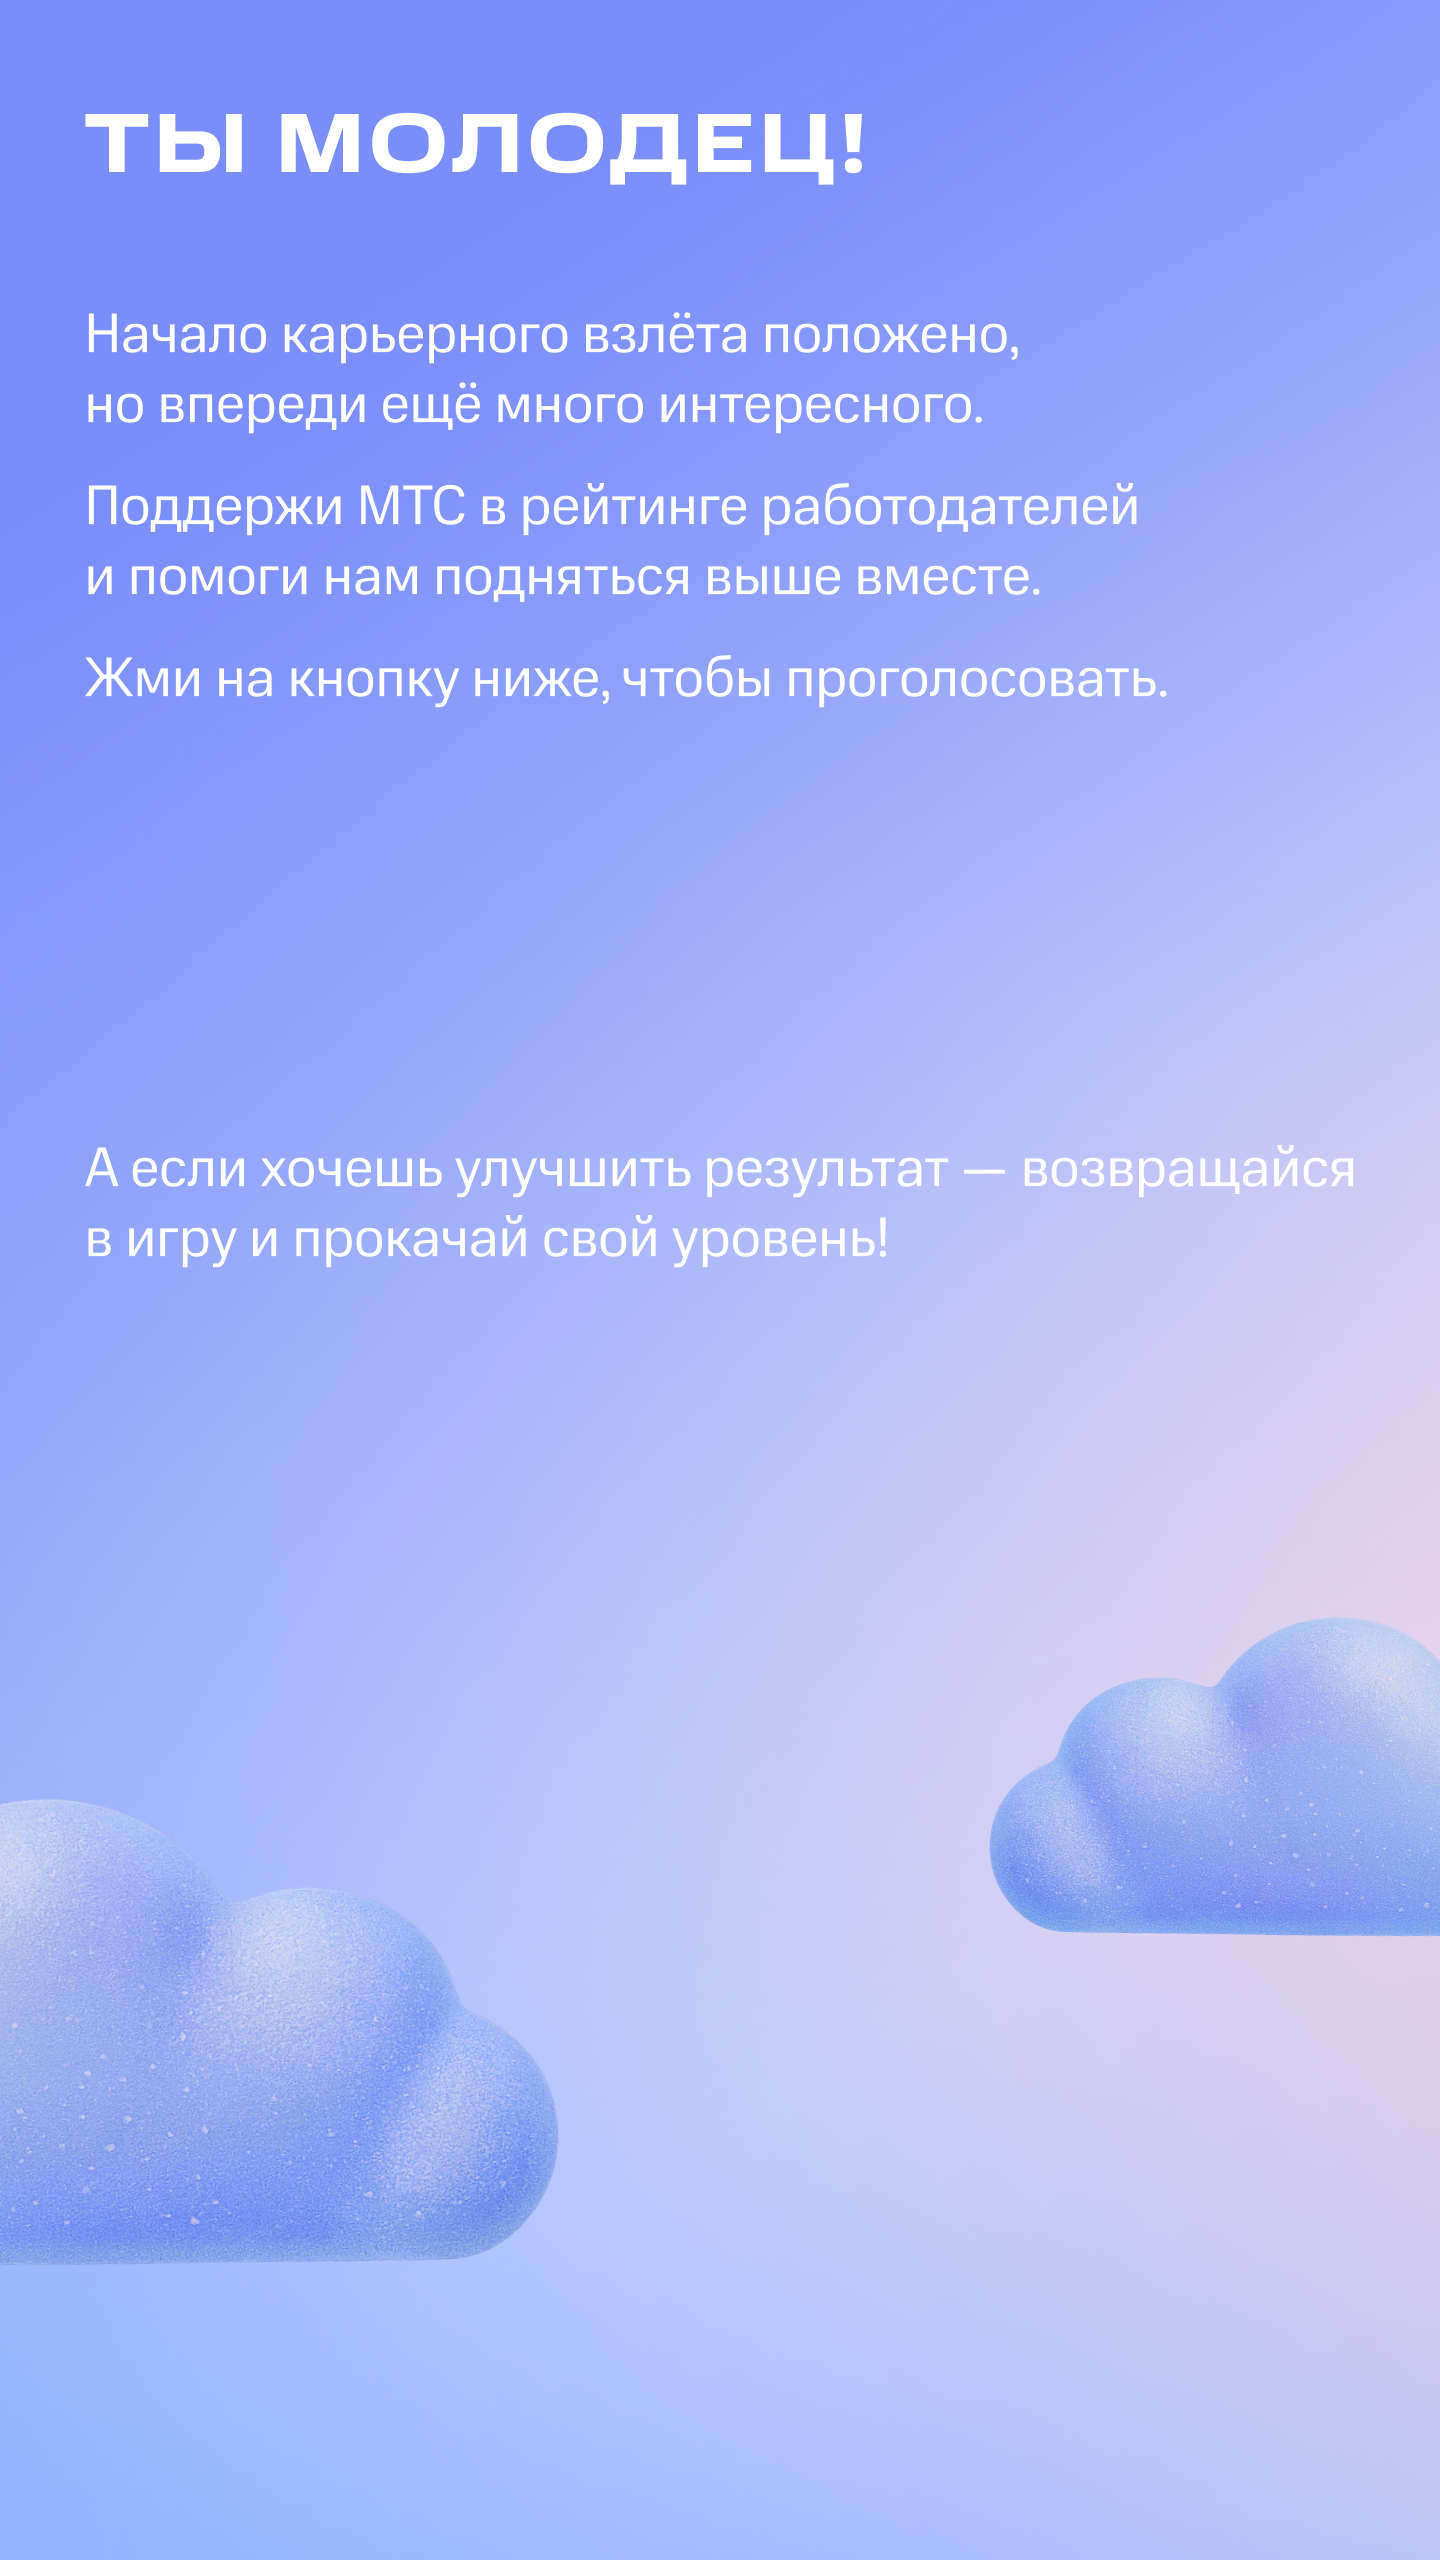 ТЫ МОЛОДЕЦ!
Начало карьерного взлёта положено,
но впереди ещё много интересного.
Поддержи МТС в рейтинге работодателей
и помоги нам подняться выше вместе.
Жми на кнопку ниже, чтобы проголосовать.
А если хочешь улучшить результат — возвращайся
в игру и прокачай свой уровень!